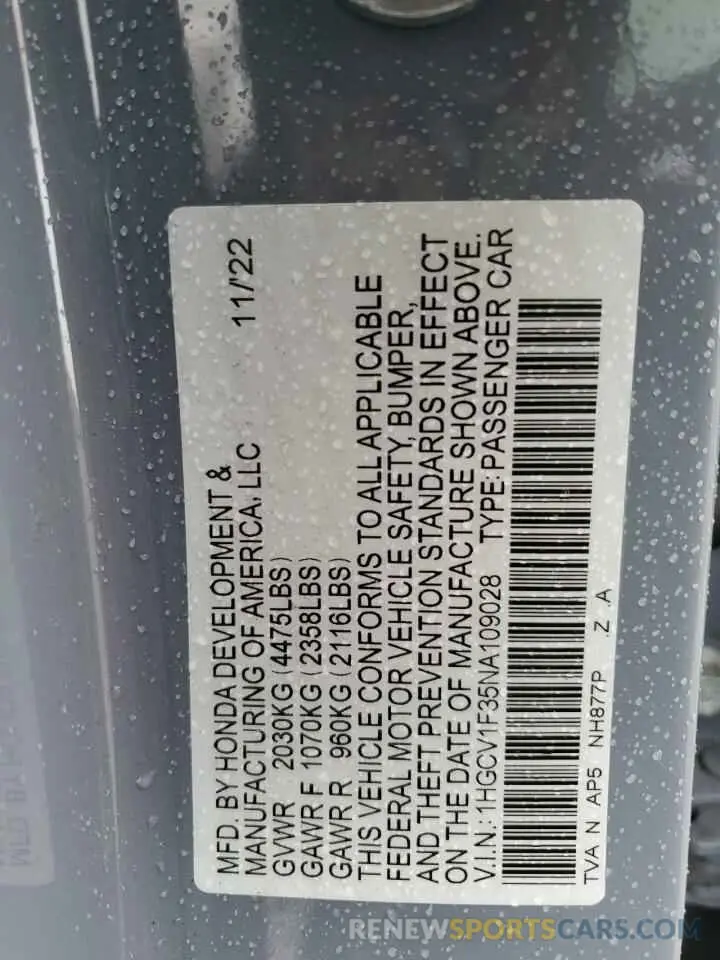 MFD. BY HONDA DEVELOPMENT &
MANUFACTURING OF AMERICA, LLC 11/'22
GVWR 2030KG (4475LBS)
GAWR F 1070KG (2358LBS)
GAWR R 960KG (2116LBS)
THIS VEHICLE CONFORMS TO ALL APPLICABLE
FEDERAL MOTOR VEHICLE SAFETY, BUMPER,
AND THEFT PREVENTION STANDARDS IN EFFECT
ON THE DATE OF MANUFACTURE SHOWN ABOVE.
V.I.N.: 1HGCV1F35NA109028 TYPE: PASSENGER CAR
TVA N AP5 NH877P .Z .A
RENEWSPORTSCARS.COM